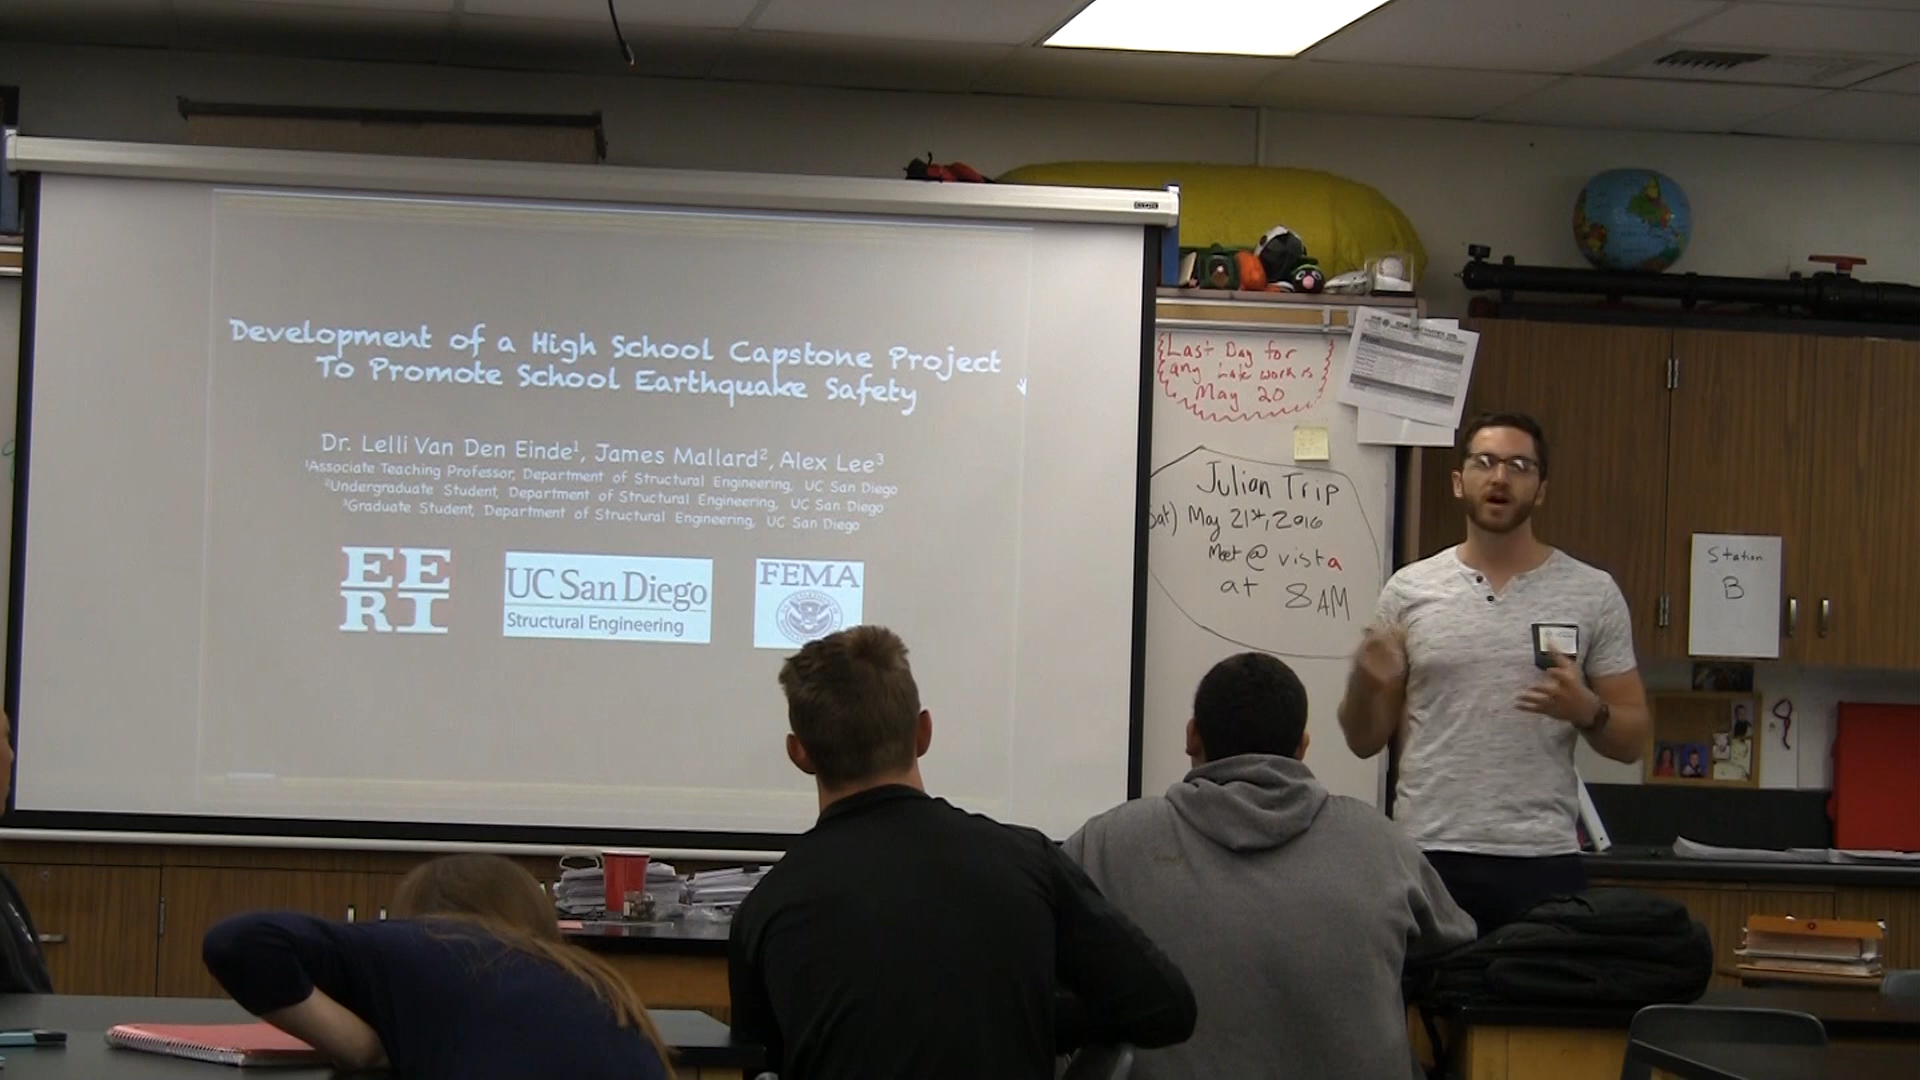 Development of a High School Capstone Project
To Promote School Earthquake Safety
Dr. Lelli Van Den Einde¹, James Mallard², Alex Lee³
¹Associate Teaching Professor, Department of Structural Engineering, UC San Diego
²Undergraduate Student, Department of Structural Engineering, UC San Diego
³Graduate Student, Department of Structural Engineering, UC San Diego
EE
RI
UC San Diego
Structural Engineering
FEMA
Last Day for
any Late work is
May 20
Julian Trip
Sat) May 21st, 2016
Meet @ vista
at 8AM
Station
B